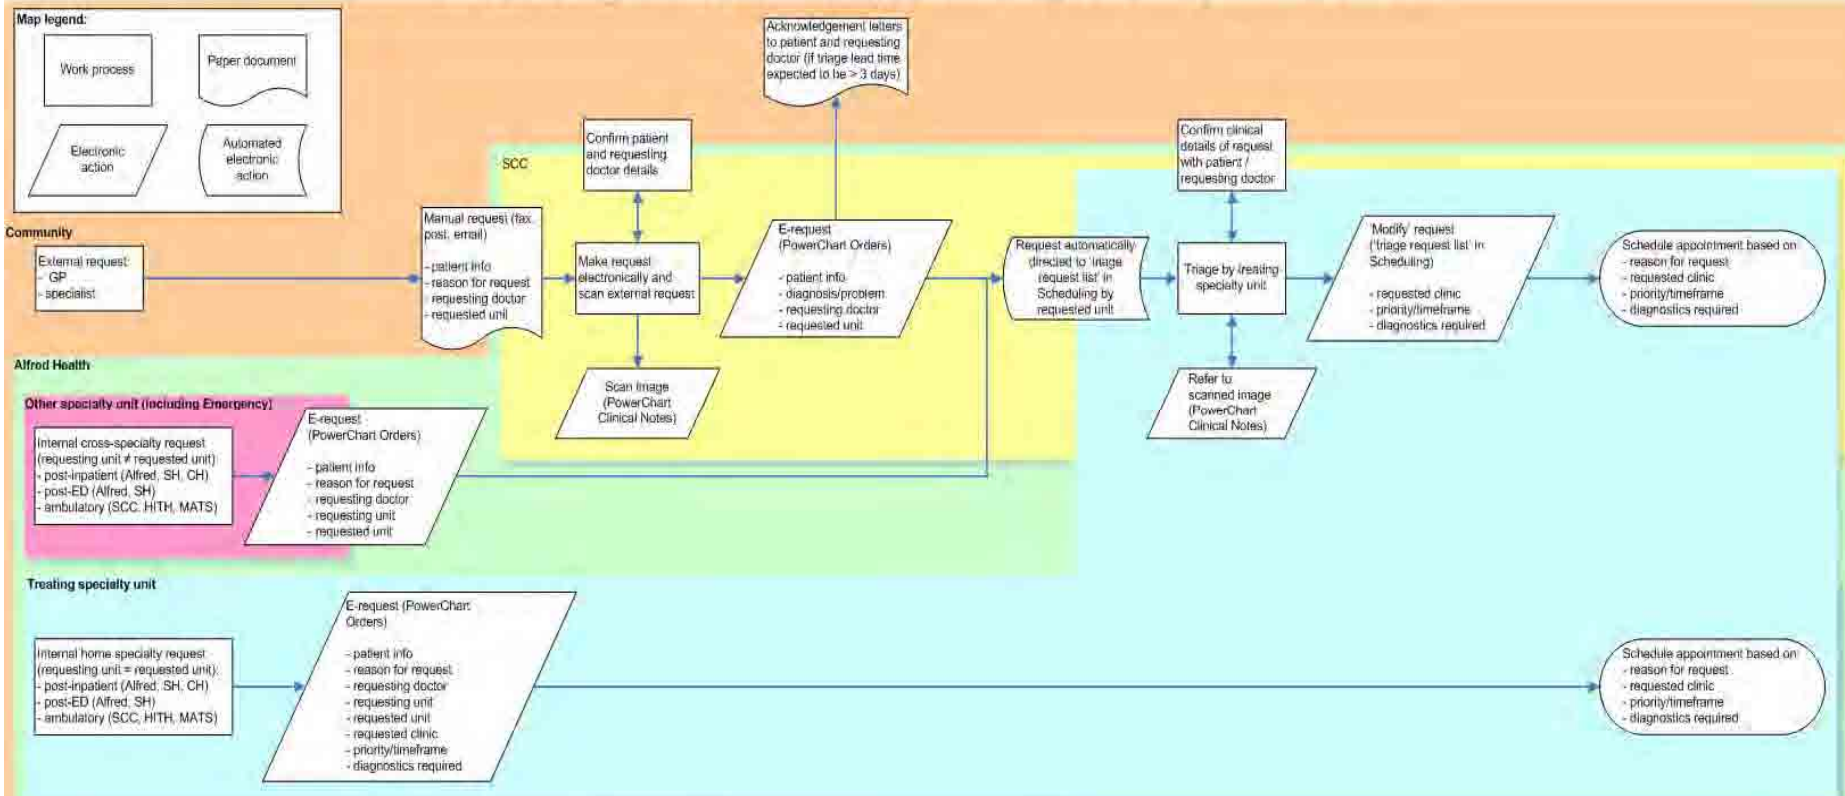 Map legend:
Work process
Paper document
Electronic
action
Automated
electronic
action
Acknowledgement letters
to patient and requesting
doctor (if triage lead time
expected to be > 3 days)
SCC
Confirm patient
and requesting
doctor details
Confirm clinical
details of request
with patient /
requesting doctor
Community
External request:
- GP
- specialist
Manual request (fax,
post, email)
- patient info
- reason for request
- requesting doctor
- requested unit
Make request
electronically and
scan external request
E-request
(PowerChart Orders)
- patient info
- diagnosis/problem
- requesting doctor
- requested unit
Request automatically
directed to 'triage
request list' in
Scheduling by
requested unit
Triage by treating
specialty unit
'Modify' request
('triage request list' in
Scheduling)
- requested clinic
- priority/timeframe
- diagnostics required
Schedule appointment based on
- reason for request
- requested clinic
- priority/timeframe
- diagnostics required
Scan Image
(PowerChart
Clinical Notes)
Refer to
scanned image
(PowerChart
Clinical Notes)
Alfred Health
Other specialty unit (including Emergency)
Internal cross-specialty request
(requesting unit ≠ requested unit)
- post-inpatient (Alfred, SH, CH)
- post-ED (Alfred, SH)
- ambulatory (SCC, HITH, MATS)
E-request
(PowerChart Orders)
- patient info
- reason for request
- requesting doctor
- requesting unit
- requested unit
Treating specialty unit
Internal home specialty request
(requesting unit = requested unit):
- post-inpatient (Alfred, SH, CH)
- post-ED (Alfred, SH)
- ambulatory (SCC, HITH, MATS)
E-request (PowerChart
Orders)
- patient info
- reason for request
- requesting doctor
- requesting unit
- requested unit
- requested clinic
- priority/timeframe
- diagnostics required
Schedule appointment based on
- reason for request
- requested clinic
- priority/timeframe
- diagnostics required